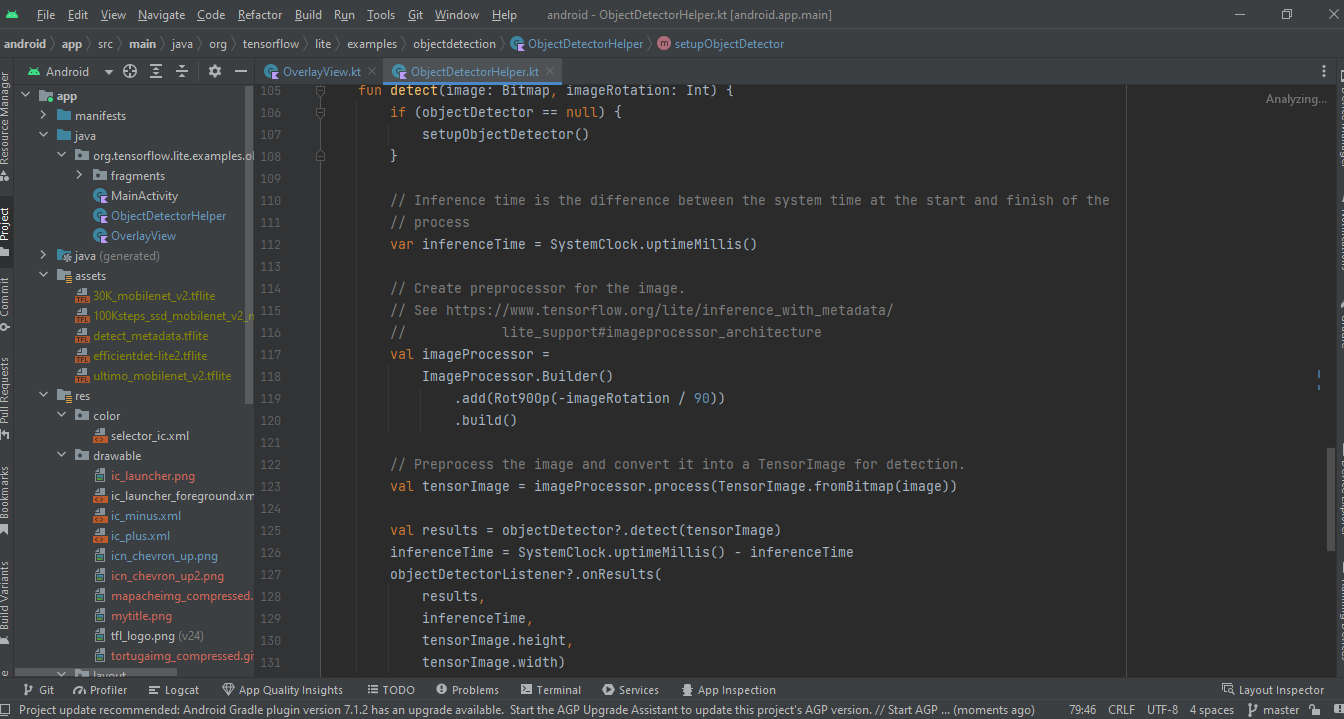 File Edit View Navigate Code Refactor Build Run Tools Git Window Help android - ObjectDetectorHelper.kt [android.app.main]
android app src main java org tensorflow lite examples objectdetection ObjectDetectorHelper setupObjectDetector
Android
OverlayView.kt ObjectDetectorHelper.kt
Analyzing...
Resource Manager
Project
Commit
Pull Requests
Bookmarks
Build Variants
app
manifests
java
org.tensorflow.lite.examples.ob
fragments
MainActivity
ObjectDetectorHelper
OverlayView
java (generated)
assets
30K_mobilenet_v2.tflite
100Ksteps_ssd_mobilenet_v2_n
detect_metadata.tflite
efficientdet-lite2.tflite
ultimo_mobilenet_v2.tflite
res
color
selector_ic.xml
drawable
ic_launcher.png
ic_launcher_foreground.xm
ic_minus.xml
ic_plus.xml
icn_chevron_up.png
icn_chevron_up2.png
mapacheimg_compressed.
mytitle.png
tfl_logo.png (v24)
tortugaimg_compressed.gi
layout
105 fun detect(image: Bitmap, imageRotation: Int) {
106 if (objectDetector == null) {
107 setupObjectDetector()
108 }
109
110 // Inference time is the difference between the system time at the start and finish of the
111 // process
112 var inferenceTime = SystemClock.uptimeMillis()
113
114 // Create preprocessor for the image.
115 // See https://www.tensorflow.org/lite/inference_with_metadata/
116 // lite_support#imageprocessor_architecture
117 val imageProcessor =
118 ImageProcessor.Builder()
119 .add(Rot90Op(-imageRotation / 90))
120 .build()
121
122 // Preprocess the image and convert it into a TensorImage for detection.
123 val tensorImage = imageProcessor.process(TensorImage.fromBitmap(image))
124
125 val results = objectDetector?.detect(tensorImage)
126 inferenceTime = SystemClock.uptimeMillis() - inferenceTime
127 objectDetectorListener?.onResults(
128 results,
129 inferenceTime,
130 tensorImage.height,
131 tensorImage.width)
Git Profiler Logcat App Quality Insights TODO Problems Terminal Services App Inspection Layout Inspector
Project update recommended: Android Gradle plugin version 7.1.2 has an upgrade available. Start the AGP Upgrade Assistant to update this project's AGP version. // Start AGP ... (moments ago) 79:46 CRLF UTF-8 4 spaces master